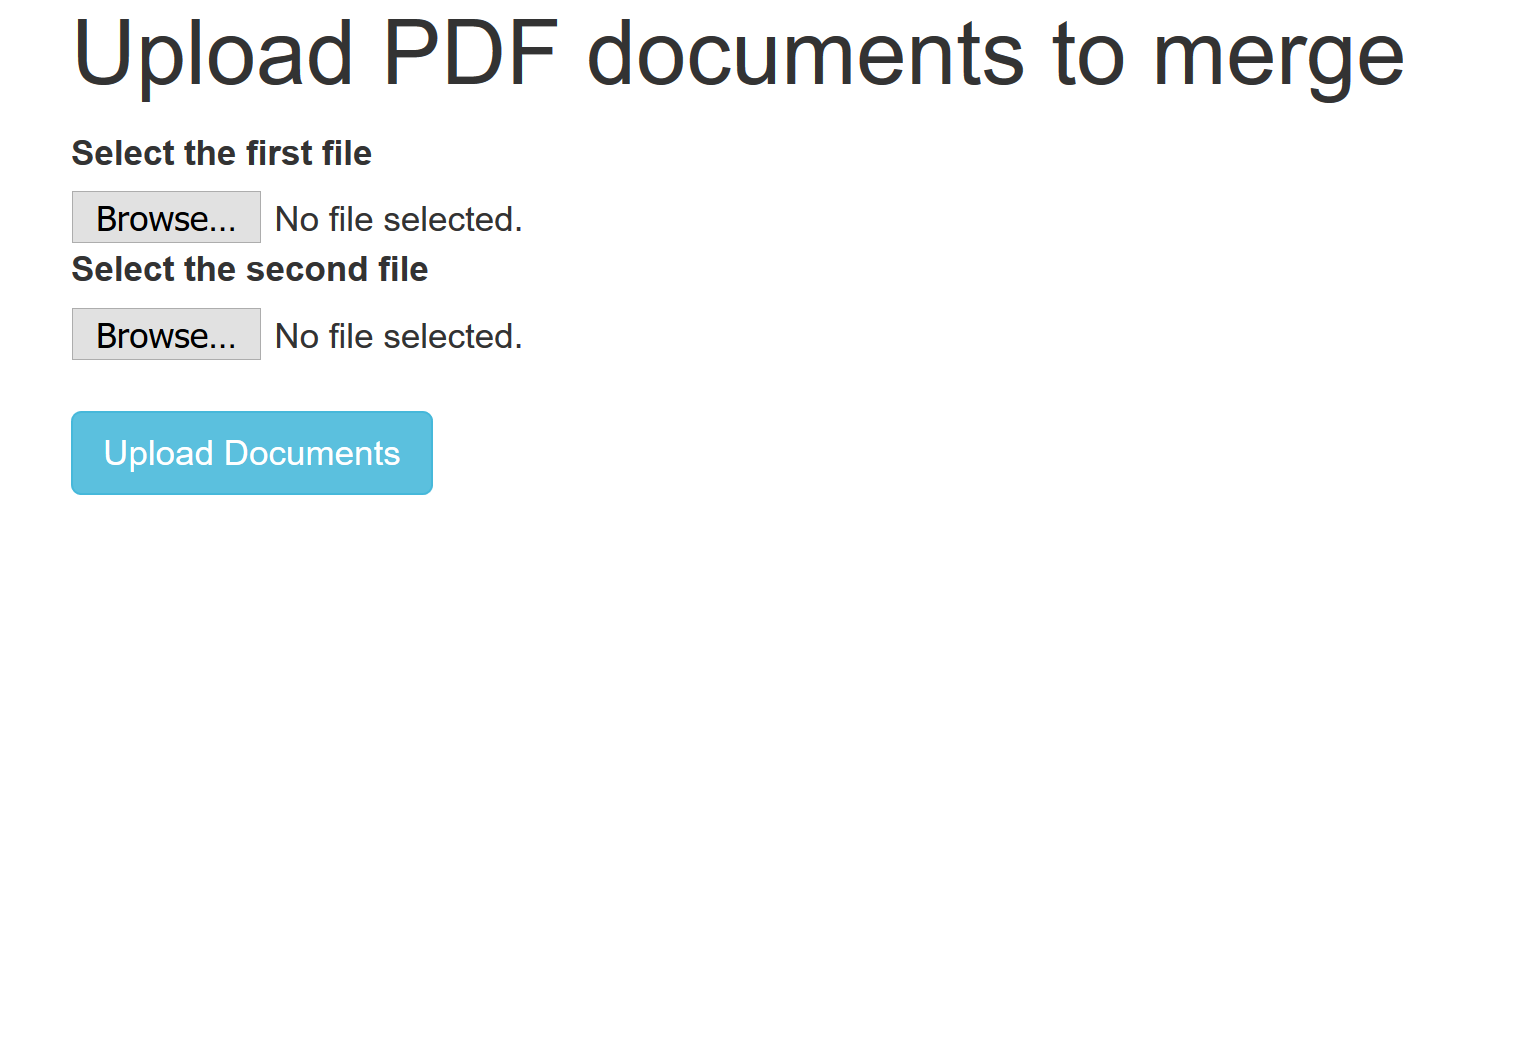 Upload PDF documents to merge
Select the first file
Browse... No file selected.
Select the second file
Browse... No file selected.
Upload Documents